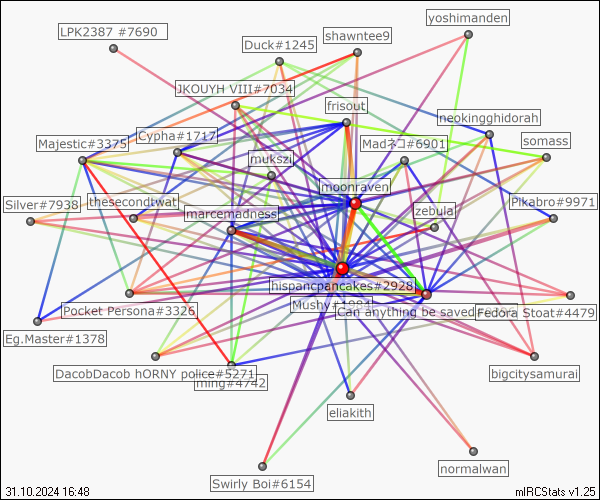 yoshimanden
LPK2387 #7690
shawntee9
Duck#1245
JKOUYH VIII#7034
frisout
neokingghidorah
Cypha#1717
Majestic#3375
Madネコ#6901
somass
mukszi
moonraven
Silver#7938
thesecondtwat
Pikabro#9971
marcemadness
zebula
hispancpancakes#2928
Pocket Persona#3326
Can anything be saved
Fedora Stoat#4479
Eg.Master#1378
DacobDacob hORNY police#5271
bigcitysamurai
ming#4742
eliakith
normalwan
Swirly Boi#6154
31.10.2024 16:48
mIRCStats v1.25